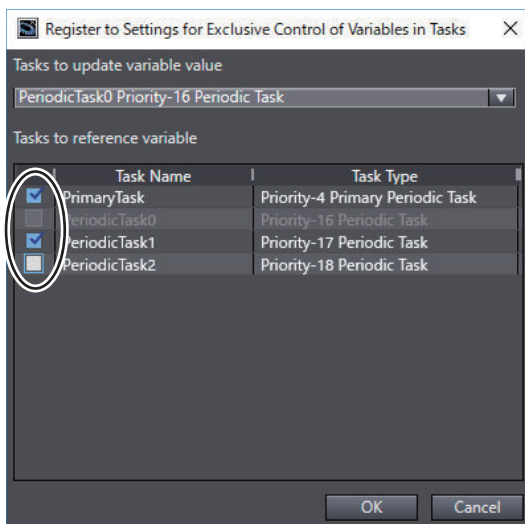 Register to Settings for Exclusive Control of Variables in Tasks
Tasks to update variable value
PeriodicTask0 Priority-16 Periodic Task
Tasks to reference variable
Task Name Task Type
PrimaryTask Priority-4 Primary Periodic Task
PeriodicTask0 Priority-16 Periodic Task
PeriodicTask1 Priority-17 Periodic Task
PeriodicTask2 Priority-18 Periodic Task
OK Cancel